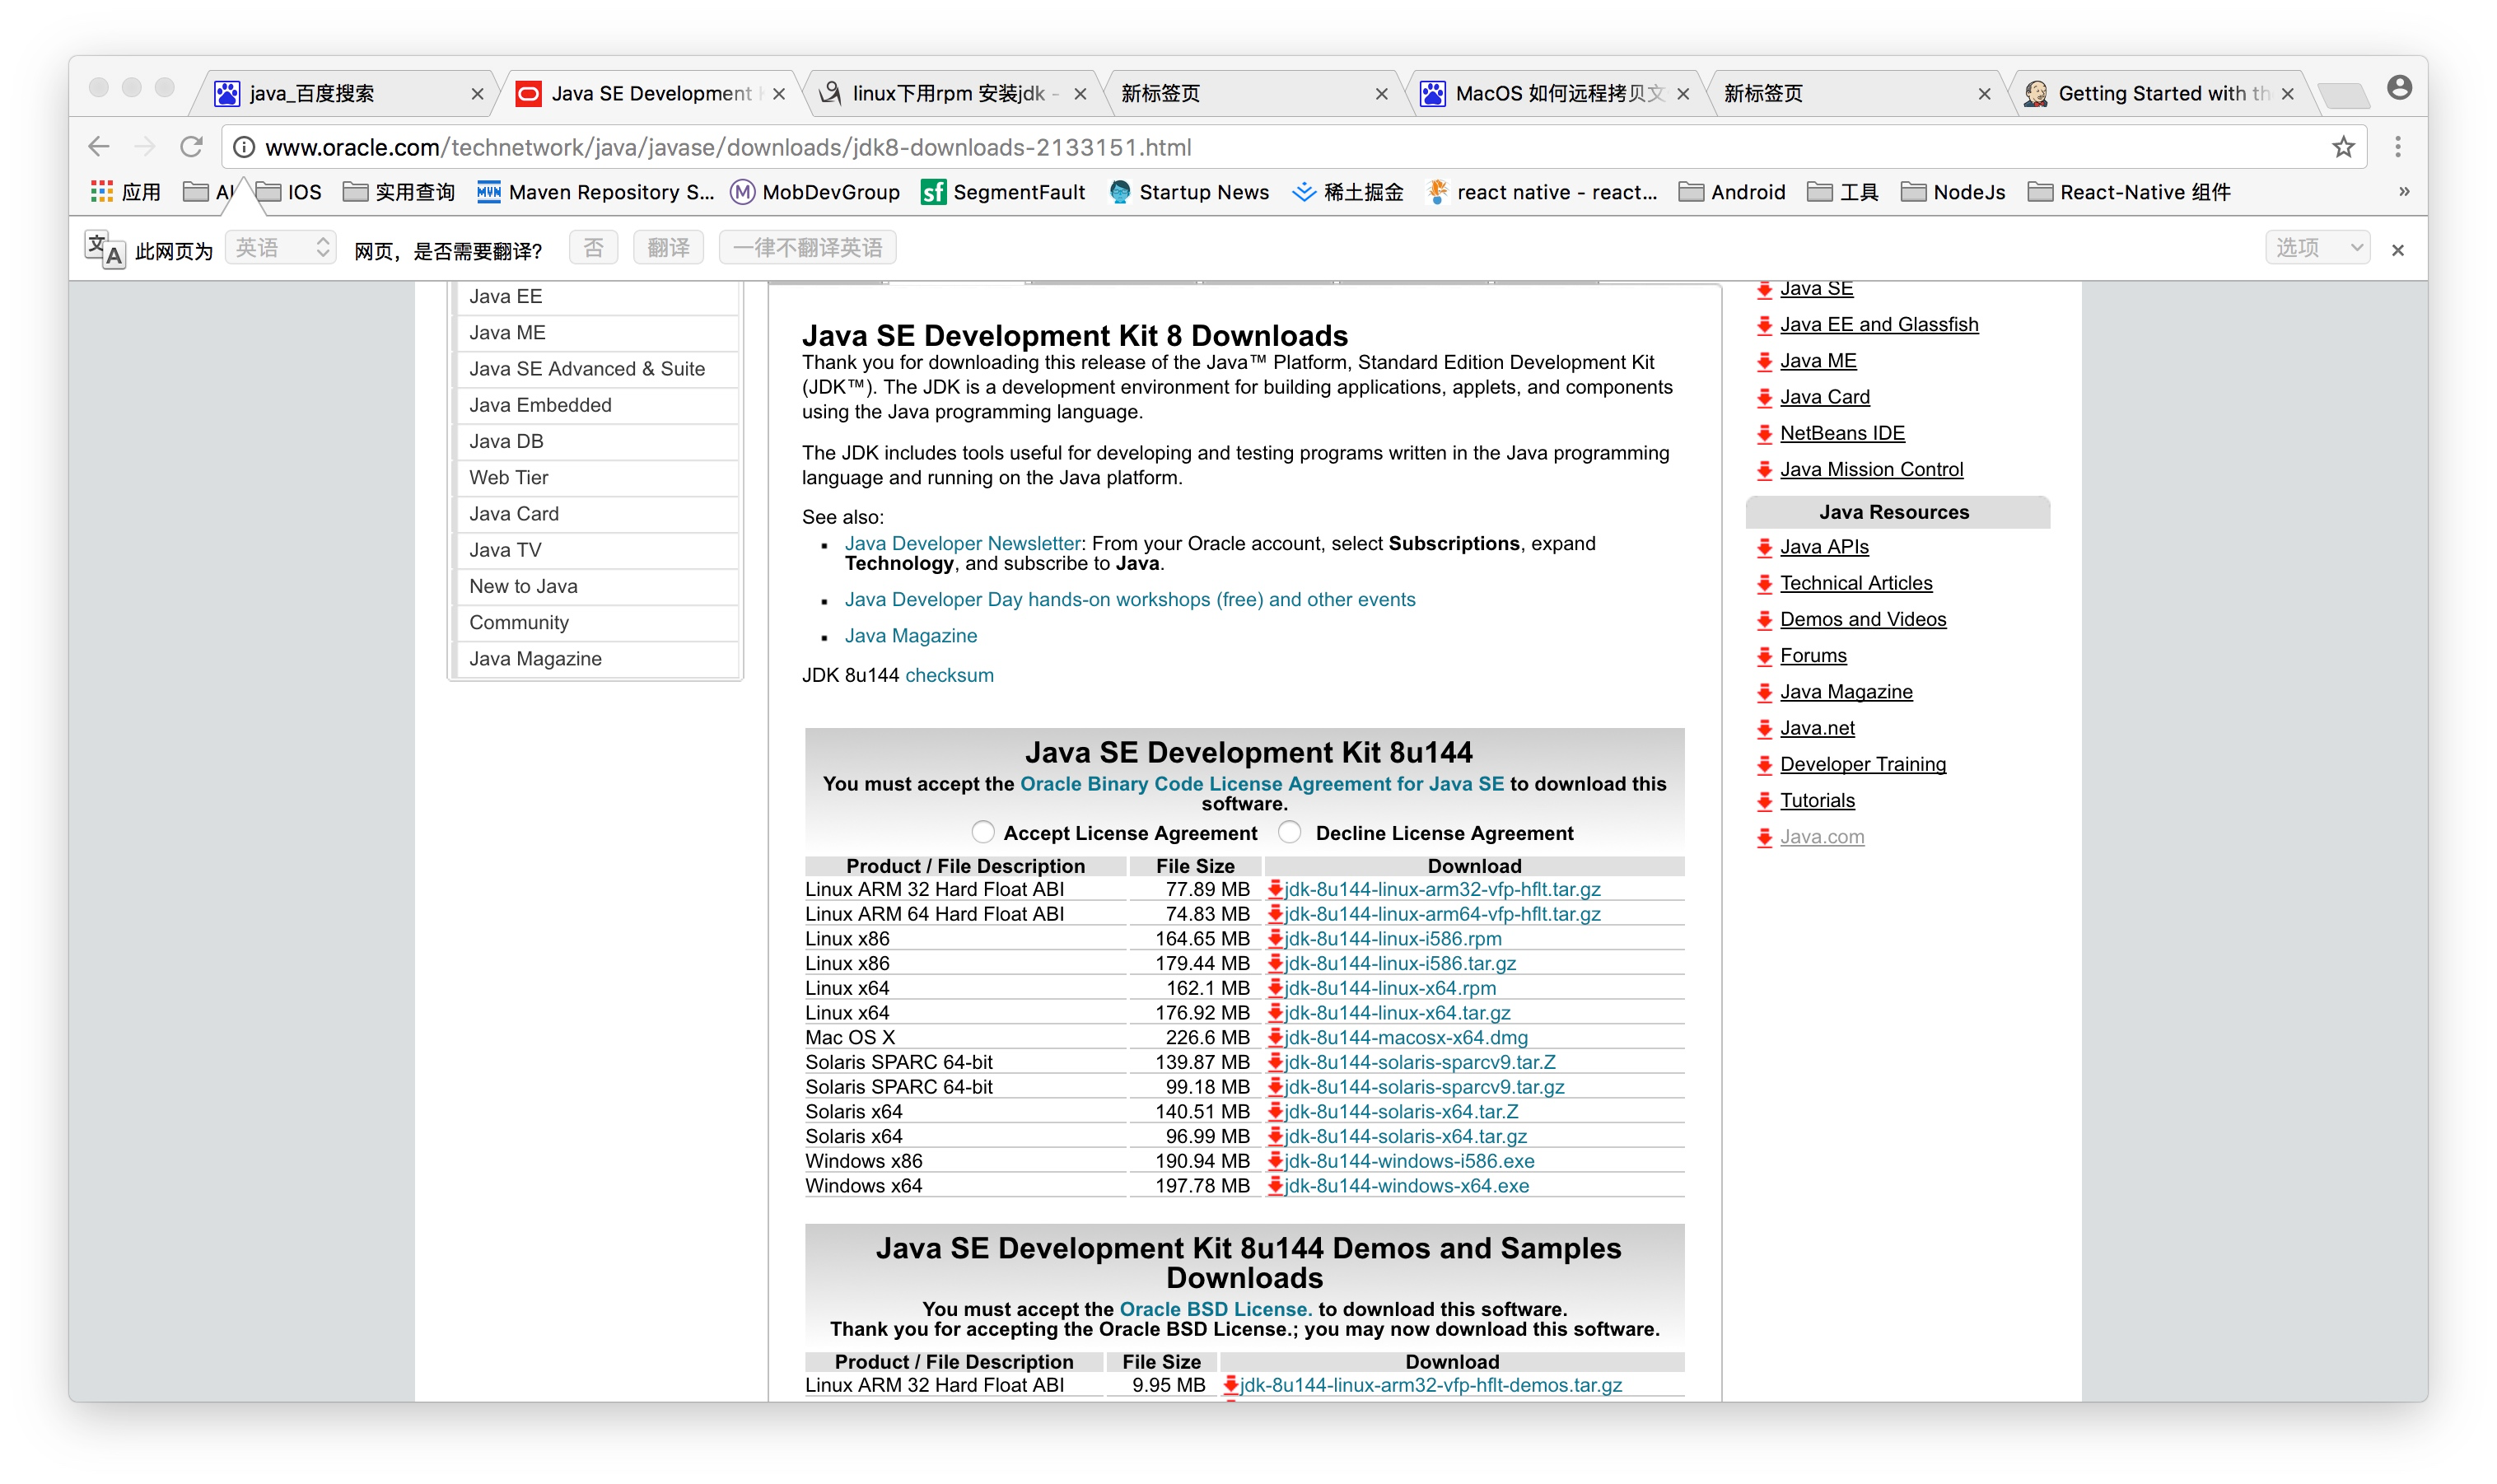 java_百度搜索
Java SE Development
linux下用rpm 安装jdk -
新标签页
MacOS 如何远程拷贝文
新标签页
Getting Started with th
www.oracle.com/technetwork/java/javase/downloads/jdk8-downloads-2133151.html
应用
IOS
实用查询
Maven Repository S...
MobDevGroup
SegmentFault
Startup News
稀土掘金
react native - react...
Android
工具
NodeJs
React-Native 组件
»
此网页为 英语 网页，是否需要翻译? 否 翻译 一律不翻译英语 选项
Java EE
Java ME
Java SE Advanced & Suite
Java Embedded
Java DB
Web Tier
Java Card
Java TV
New to Java
Community
Java Magazine
Java SE Development Kit 8 Downloads
Thank you for downloading this release of the Java™ Platform, Standard Edition Development Kit
(JDK™). The JDK is a development environment for building applications, applets, and components
using the Java programming language.
The JDK includes tools useful for developing and testing programs written in the Java programming
language and running on the Java platform.
See also:
Java Developer Newsletter: From your Oracle account, select Subscriptions, expand
Technology, and subscribe to Java.
Java Developer Day hands-on workshops (free) and other events
Java Magazine
JDK 8u144 checksum
Java SE Development Kit 8u144
You must accept the Oracle Binary Code License Agreement for Java SE to download this
software.
Accept License Agreement Decline License Agreement
Product / File Description File Size Download
Linux ARM 32 Hard Float ABI 77.89 MB jdk-8u144-linux-arm32-vfp-hflt.tar.gz
Linux ARM 64 Hard Float ABI 74.83 MB jdk-8u144-linux-arm64-vfp-hflt.tar.gz
Linux x86 164.65 MB jdk-8u144-linux-i586.rpm
Linux x86 179.44 MB jdk-8u144-linux-i586.tar.gz
Linux x64 162.1 MB jdk-8u144-linux-x64.rpm
Linux x64 176.92 MB jdk-8u144-linux-x64.tar.gz
Mac OS X 226.6 MB jdk-8u144-macosx-x64.dmg
Solaris SPARC 64-bit 139.87 MB jdk-8u144-solaris-sparcv9.tar.Z
Solaris SPARC 64-bit 99.18 MB jdk-8u144-solaris-sparcv9.tar.gz
Solaris x64 140.51 MB jdk-8u144-solaris-x64.tar.Z
Solaris x64 96.99 MB jdk-8u144-solaris-x64.tar.gz
Windows x86 190.94 MB jdk-8u144-windows-i586.exe
Windows x64 197.78 MB jdk-8u144-windows-x64.exe
Java SE Development Kit 8u144 Demos and Samples
Downloads
You must accept the Oracle BSD License. to download this software.
Thank you for accepting the Oracle BSD License.; you may now download this software.
Product / File Description File Size Download
Linux ARM 32 Hard Float ABI 9.95 MB jdk-8u144-linux-arm32-vfp-hflt-demos.tar.gz
Java SE
Java EE and Glassfish
Java ME
Java Card
NetBeans IDE
Java Mission Control
Java Resources
Java APIs
Technical Articles
Demos and Videos
Forums
Java Magazine
Java.net
Developer Training
Tutorials
Java.com